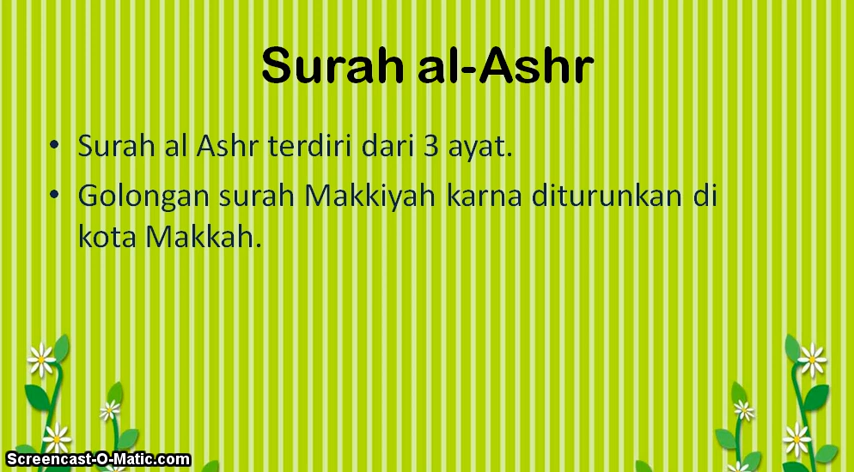 Surah al-Ashr
• Surah al Ashr terdiri dari 3 ayat.
• Golongan surah Makkiyah karna diturunkan di
kota Makkah.
Screencast-O-Matic.com